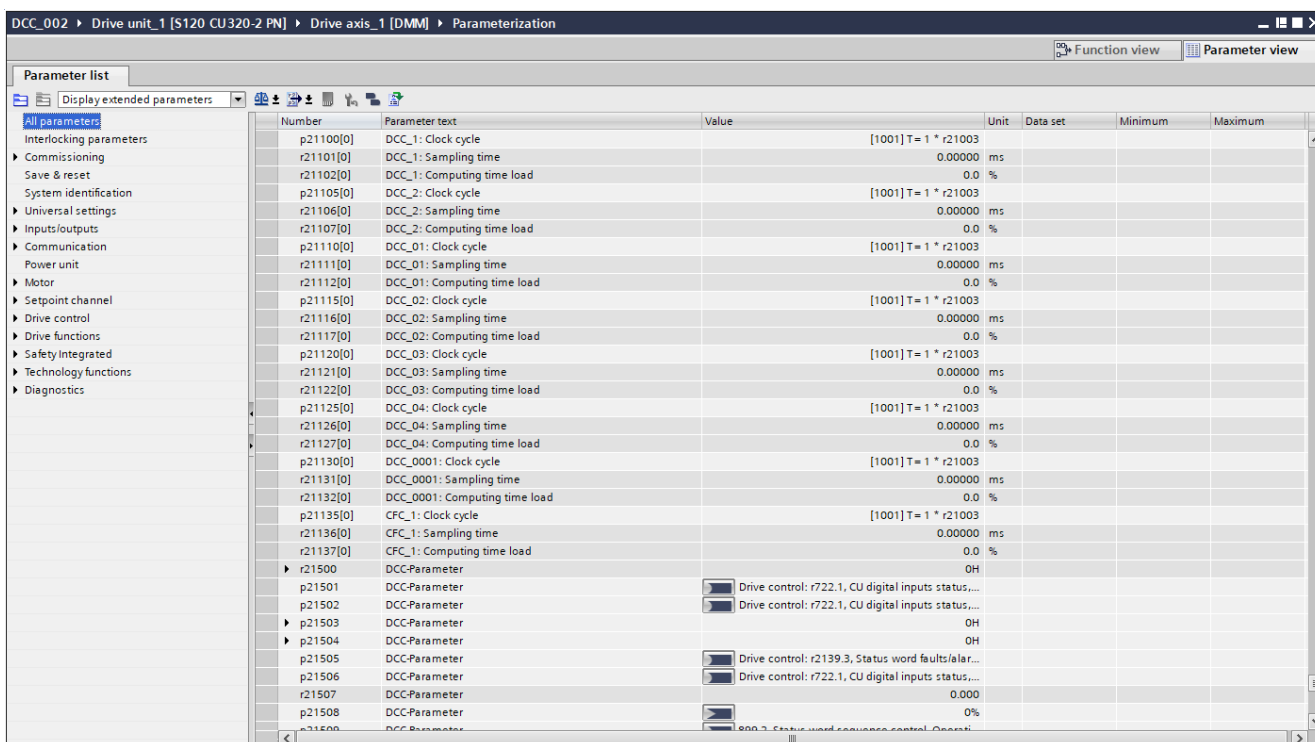 DCC_002 ▸ Drive unit_1 [S120 CU320-2 PN] ▸ Drive axis_1 [DMM] ▸ Parameterization
Function view Parameter view
Parameter list
Display extended parameters
All parameters
Interlocking parameters
Commissioning
Save & reset
System identification
Universal settings
Inputs/outputs
Communication
Power unit
Motor
Setpoint channel
Drive control
Drive functions
Safety Integrated
Technology functions
Diagnostics
Number Parameter text Value Unit Data set Minimum Maximum
p21100[0] DCC_1: Clock cycle [1001] T= 1 * r21003
r21101[0] DCC_1: Sampling time 0.00000 ms
r21102[0] DCC_1: Computing time load 0.0 %
p21105[0] DCC_2: Clock cycle [1001] T= 1 * r21003
r21106[0] DCC_2: Sampling time 0.00000 ms
r21107[0] DCC_2: Computing time load 0.0 %
p21110[0] DCC_01: Clock cycle [1001] T= 1 * r21003
r21111[0] DCC_01: Sampling time 0.00000 ms
r21112[0] DCC_01: Computing time load 0.0 %
p21115[0] DCC_02: Clock cycle [1001] T= 1 * r21003
r21116[0] DCC_02: Sampling time 0.00000 ms
r21117[0] DCC_02: Computing time load 0.0 %
p21120[0] DCC_03: Clock cycle [1001] T= 1 * r21003
r21121[0] DCC_03: Sampling time 0.00000 ms
r21122[0] DCC_03: Computing time load 0.0 %
p21125[0] DCC_04: Clock cycle [1001] T= 1 * r21003
r21126[0] DCC_04: Sampling time 0.00000 ms
r21127[0] DCC_04: Computing time load 0.0 %
p21130[0] DCC_0001: Clock cycle [1001] T= 1 * r21003
r21131[0] DCC_0001: Sampling time 0.00000 ms
r21132[0] DCC_0001: Computing time load 0.0 %
p21135[0] CFC_1: Clock cycle [1001] T= 1 * r21003
r21136[0] CFC_1: Sampling time 0.00000 ms
r21137[0] CFC_1: Computing time load 0.0 %
r21500 DCC-Parameter 0H
p21501 DCC-Parameter Drive control: r722.1, CU digital inputs status,...
p21502 DCC-Parameter Drive control: r722.1, CU digital inputs status,...
p21503 DCC-Parameter 0H
p21504 DCC-Parameter 0H
p21505 DCC-Parameter Drive control: r2139.3, Status word faults/alar...
p21506 DCC-Parameter Drive control: r722.1, CU digital inputs status,...
r21507 DCC-Parameter 0.000
p21508 DCC-Parameter 0%
p21509 DCC-Parameter 899.2, Status word sequence control, Operati...